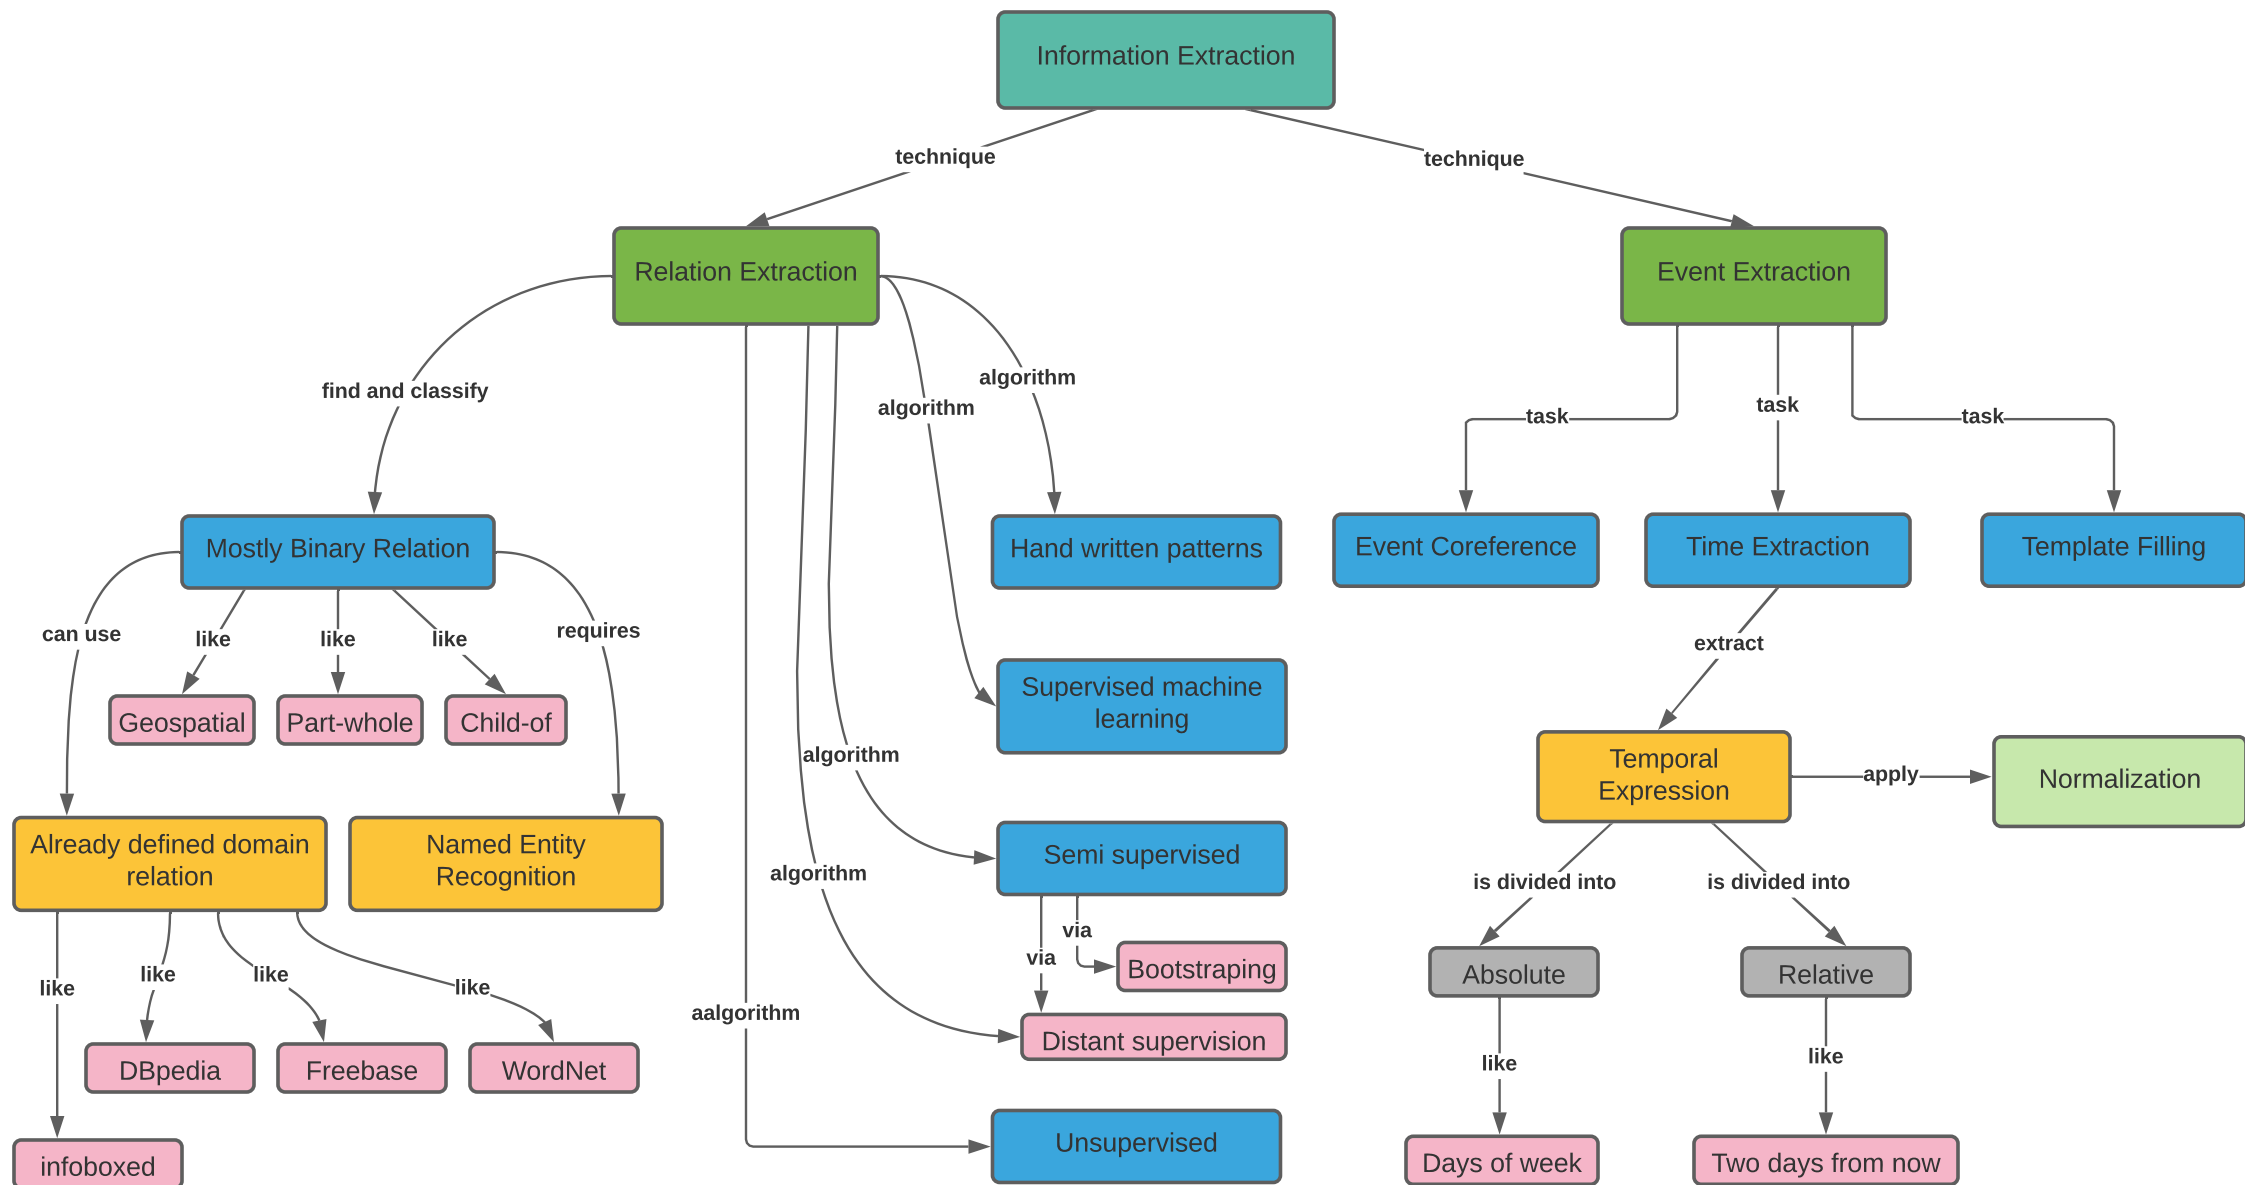 Information Extraction
technique
technique
Relation Extraction
Event Extraction
find and classify
algorithm
algorithm
task
task
task
Mostly Binary Relation
Hand written patterns
Event Coreference
Time Extraction
Template Filling
can use
like
like
like
requires
extract
Geospatial
Part-whole
Child-of
Supervised machine
learning
algorithm
Temporal
Expression
apply
Normalization
Already defined domain
relation
Named Entity
Recognition
algorithm
Semi supervised
is divided into
is divided into
via
via
like
like
like
like
Bootstraping
Absolute
Relative
aalgorithm
Distant supervision
DBpedia
Freebase
WordNet
like
like
Unsupervised
infoboxed
Days of week
Two days from now